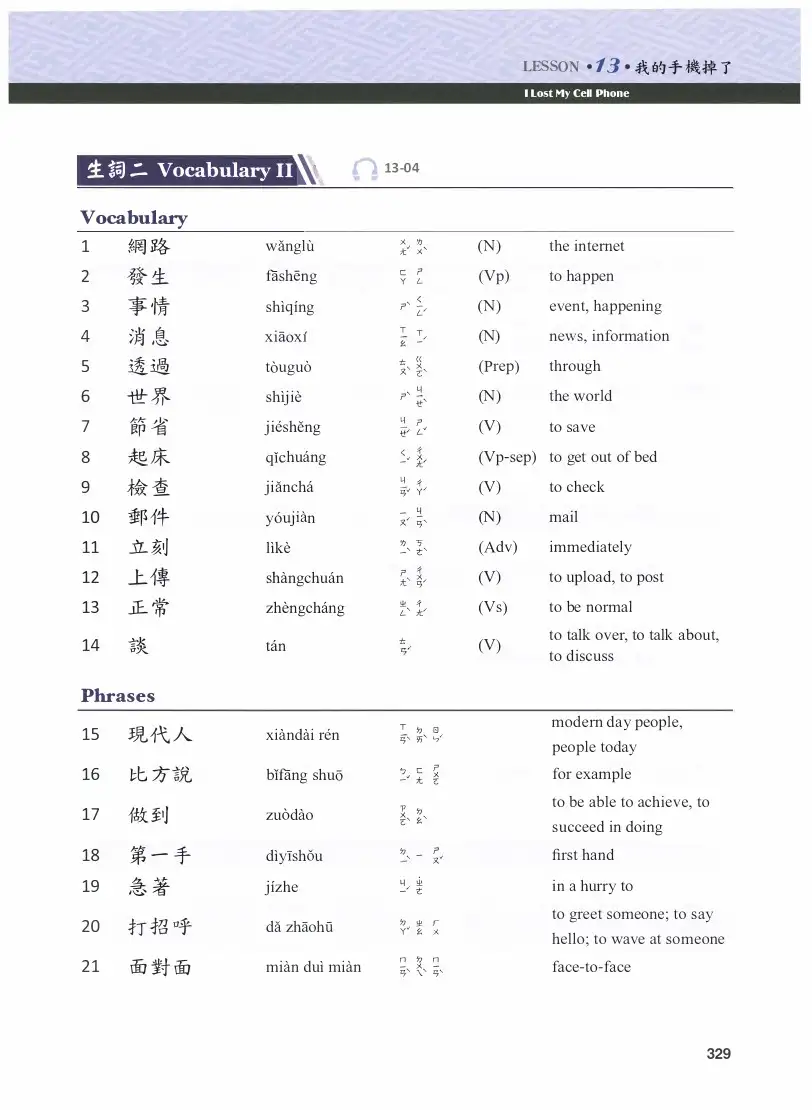 LESSON • 13 • 我的手機掉了
I Lost My Cell Phone
生詞二 Vocabulary II 13-04
Vocabulary
1 網路 wǎnglù ㄨㄤˇ ㄌㄨˋ (N) the internet
2 發生 fāshēng ㄈㄚ ㄕㄥ (Vp) to happen
3 事情 shìqíng ㄕˋ ㄑㄧㄥˊ (N) event, happening
4 消息 xiāoxí ㄒㄧㄠ ㄒㄧˊ (N) news, information
5 透過 tòuguò ㄊㄡˋ ㄍㄨㄛˋ (Prep) through
6 世界 shìjiè ㄕˋ ㄐㄧㄝˋ (N) the world
7 節省 jiéshěng ㄐㄧㄝˊ ㄕㄥˇ (V) to save
8 起床 qǐchuáng ㄑㄧˇ ㄔㄨㄤˊ (Vp-sep) to get out of bed
9 檢查 jiǎnchá ㄐㄧㄢˇ ㄔㄚˊ (V) to check
10 郵件 yóujiàn ㄧㄡˊ ㄐㄧㄢˋ (N) mail
11 立刻 lìkè ㄌㄧˋ ㄎㄜˋ (Adv) immediately
12 上傳 shàngchuán ㄕㄤˋ ㄔㄨㄢˊ (V) to upload, to post
13 正常 zhèngcháng ㄓㄥˋ ㄔㄤˊ (Vs) to be normal
14 談 tán ㄊㄢˊ (V) to talk over, to talk about,
to discuss
Phrases
15 現代人 xiàndài rén ㄒㄧㄢˋ ㄉㄞˋ ㄖㄣˊ modern day people,
people today
16 比方說 bǐfāng shuō ㄅㄧˇ ㄈㄤ ㄕㄨㄛ for example
17 做到 zuòdào ㄗㄨㄛˋ ㄉㄠˋ to be able to achieve, to
succeed in doing
18 第一手 dìyīshǒu ㄉㄧˋ ㄧ ㄕㄡˇ first hand
19 急著 jízhe ㄐㄧˊ ˙ㄓㄜ in a hurry to
20 打招呼 dǎ zhāohū ㄉㄚˇ ㄓㄠ ㄏㄨ to greet someone; to say
hello; to wave at someone
21 面對面 miàn duì miàn ㄇㄧㄢˋ ㄉㄨㄟˋ ㄇㄧㄢˋ face-to-face
329